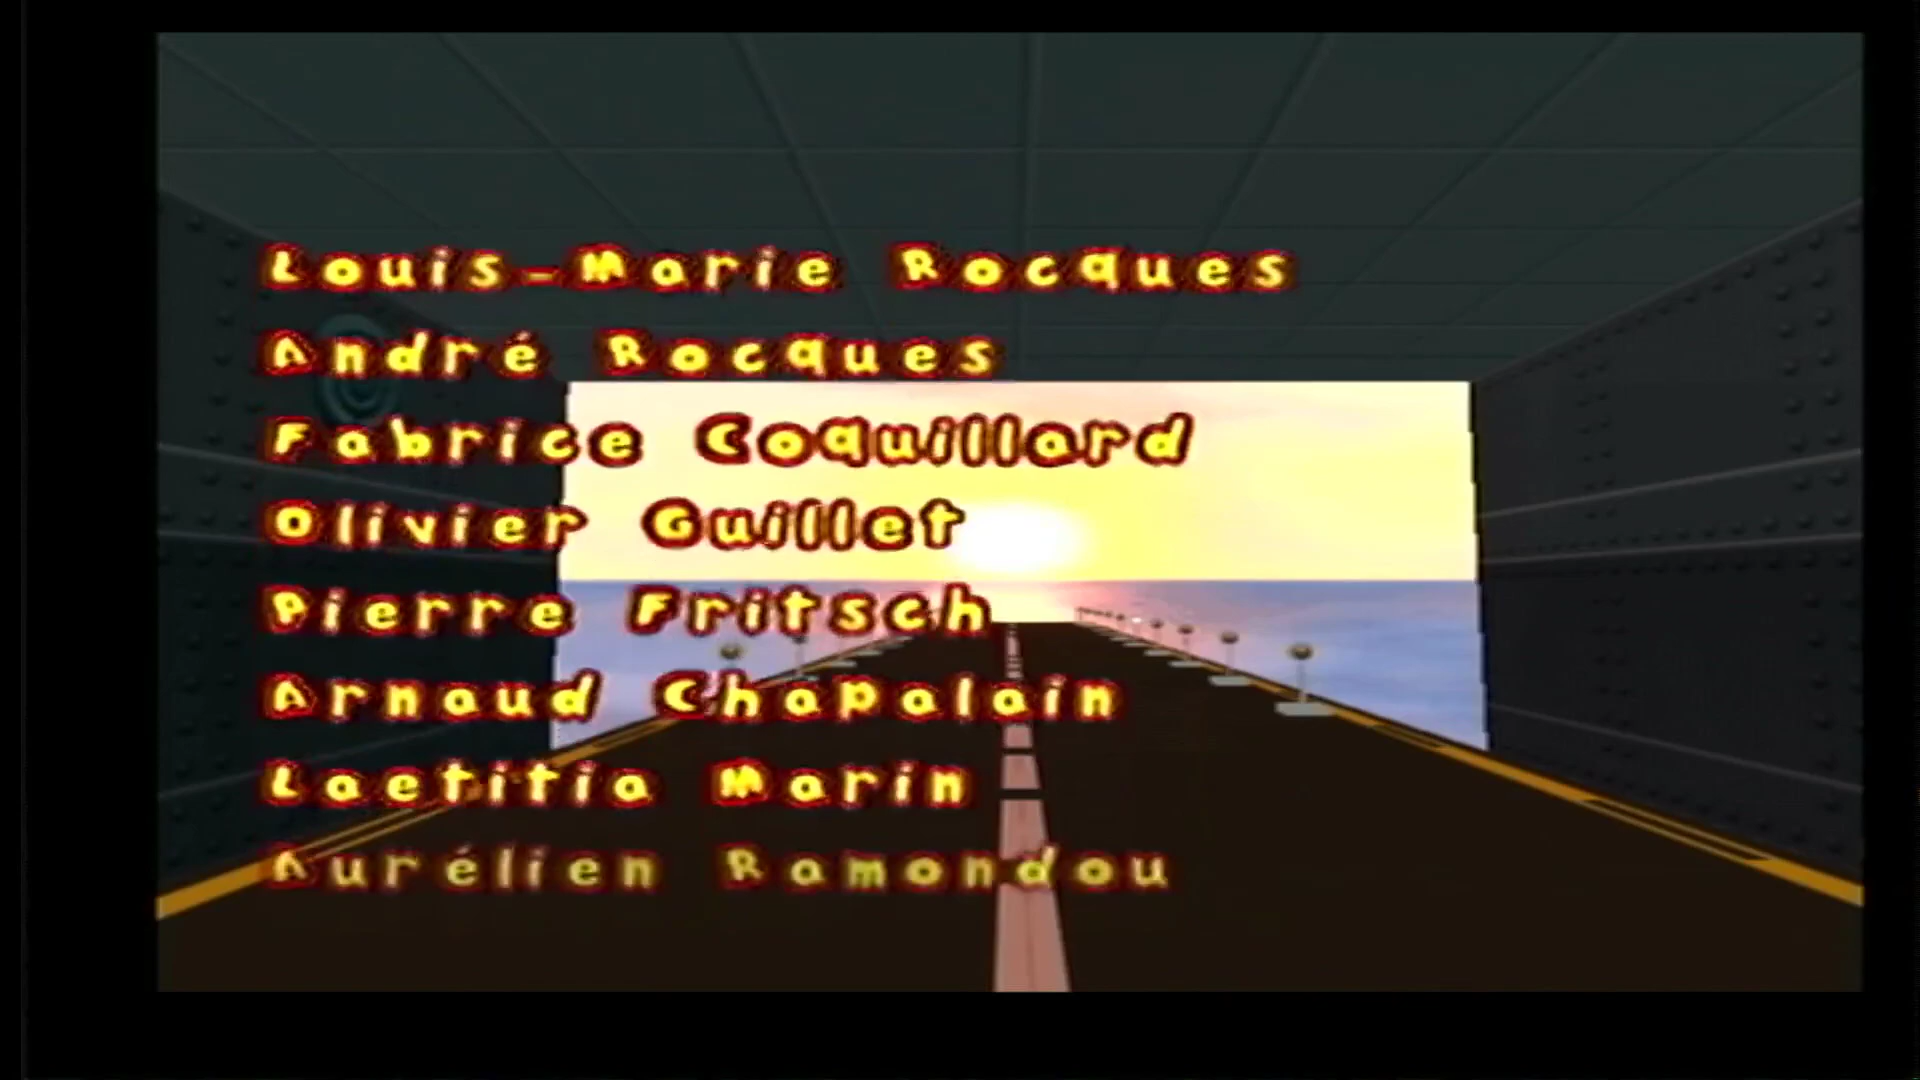 Louis-Marie Rocques
André Rocques
Fabrice Coquillard
Olivier Guillet
Pierre Fritsch
Arnaud Chapalain
Laetitia Marin
Aurélien Ramondou